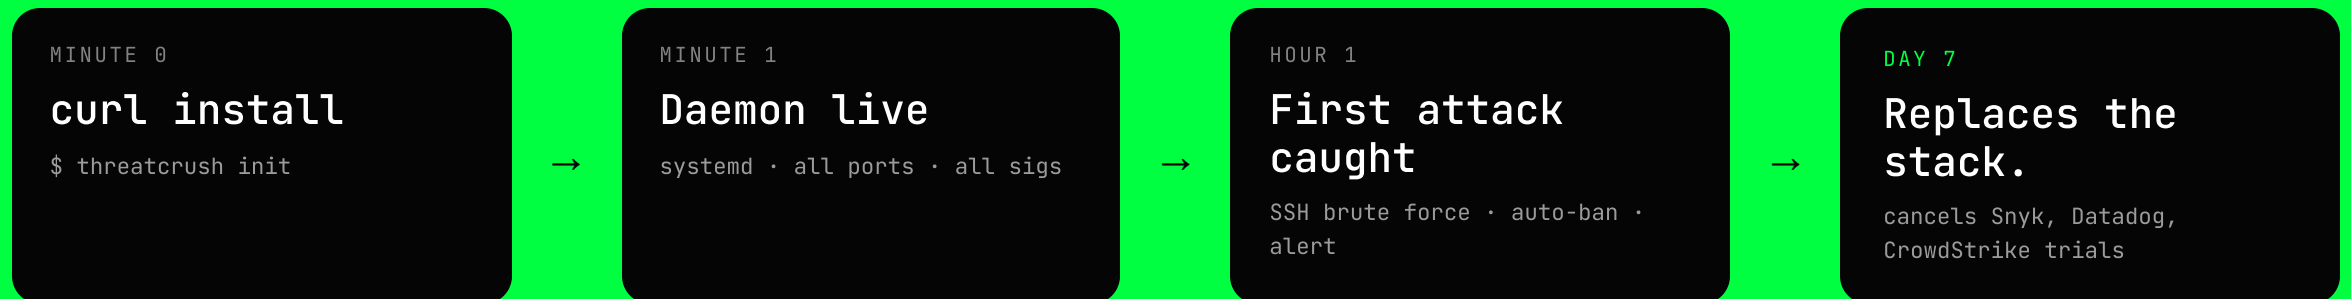 MINUTE 0
curl install
$ threatcrush init
→
MINUTE 1
Daemon live
systemd · all ports · all sigs
→
HOUR 1
First attack
caught
SSH brute force · auto-ban ·
alert
→
DAY 7
Replaces the
stack.
cancels Snyk, Datadog,
CrowdStrike trials